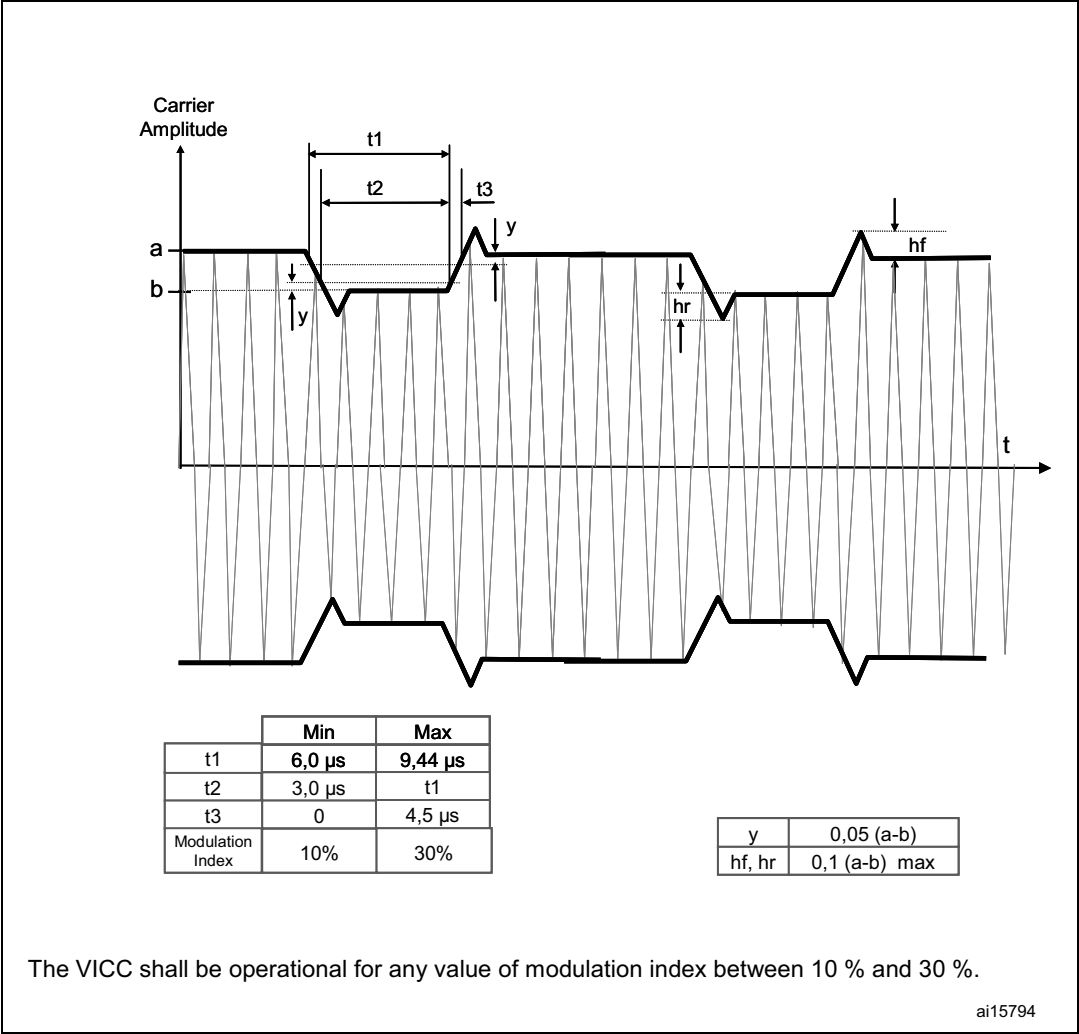 Carrier
Amplitude
t1
t2
t3
y
a
hf
b
y
hr
t
Min Max
t1 6,0 µs 9,44 µs
t2 3,0 µs t1
t3 0 4,5 µs
Modulation
Index 10% 30%
y 0,05 (a-b)
hf, hr 0,1 (a-b) max
The VICC shall be operational for any value of modulation index between 10 % and 30 %.
ai15794